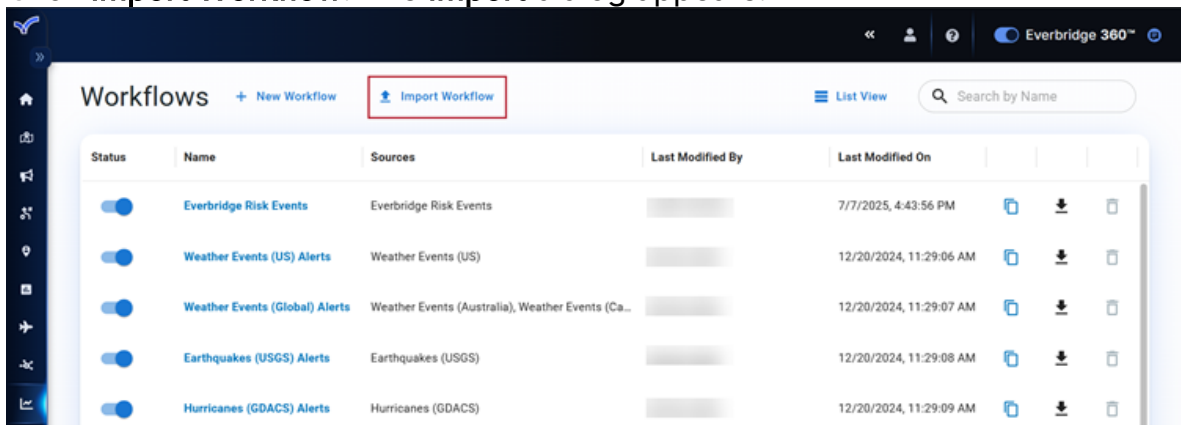 Everbridge 360™
Workflows + New Workflow Import Workflow List View Search by Name
Status Name Sources Last Modified By Last Modified On
Everbridge Risk Events Everbridge Risk Events 7/7/2025, 4:43:56 PM
Weather Events (US) Alerts Weather Events (US) 12/20/2024, 11:29:06 AM
Weather Events (Global) Alerts Weather Events (Australia), Weather Events (Ca... 12/20/2024, 11:29:07 AM
Earthquakes (USGS) Alerts Earthquakes (USGS) 12/20/2024, 11:29:08 AM
Hurricanes (GDACS) Alerts Hurricanes (GDACS) 12/20/2024, 11:29:09 AM